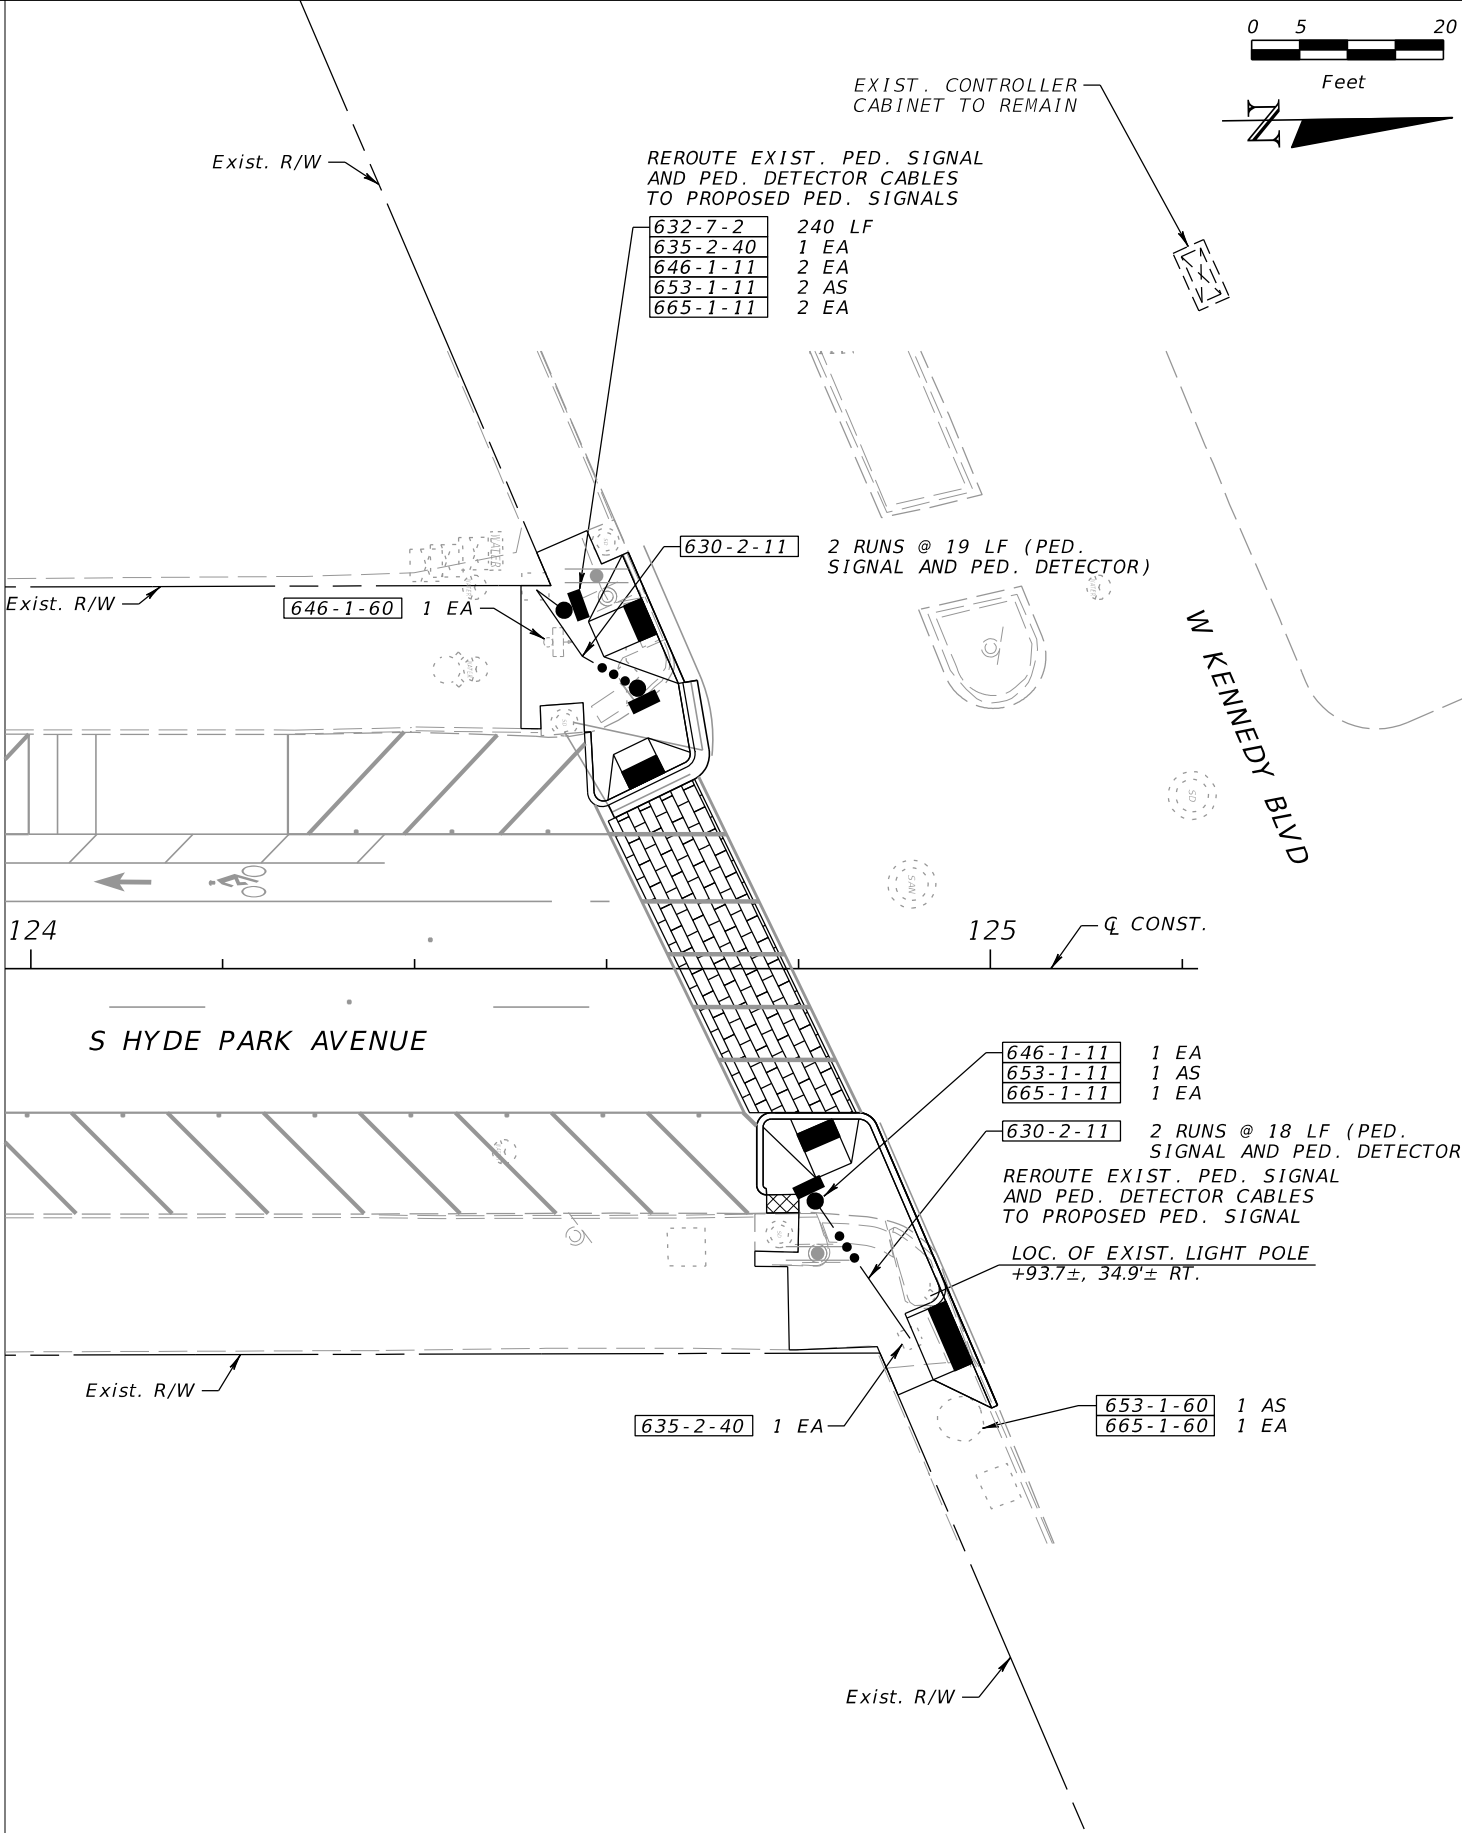 0 5 20
Feet
N
EXIST. CONTROLLER
CABINET TO REMAIN
Exist. R/W
REROUTE EXIST. PED. SIGNAL
AND PED. DETECTOR CABLES
TO PROPOSED PED. SIGNALS
632-7-2 240 LF
635-2-40 1 EA
646-1-11 2 EA
653-1-11 2 AS
665-1-11 2 EA
630-2-11 2 RUNS @ 19 LF (PED.
SIGNAL AND PED. DETECTOR)
WATER
Exist. R/W
646-1-60 1 EA
W KENNEDY BLVD
SD
SAN
124
125
℄ CONST.
S HYDE PARK AVENUE
646-1-11 1 EA
653-1-11 1 AS
665-1-11 1 EA
630-2-11 2 RUNS @ 18 LF (PED.
SIGNAL AND PED. DETECTOR
REROUTE EXIST. PED. SIGNAL
AND PED. DETECTOR CABLES
TO PROPOSED PED. SIGNAL
LOC. OF EXIST. LIGHT POLE
+93.7±, 34.9'± RT.
Exist. R/W
635-2-40 1 EA
653-1-60 1 AS
665-1-60 1 EA
Exist. R/W